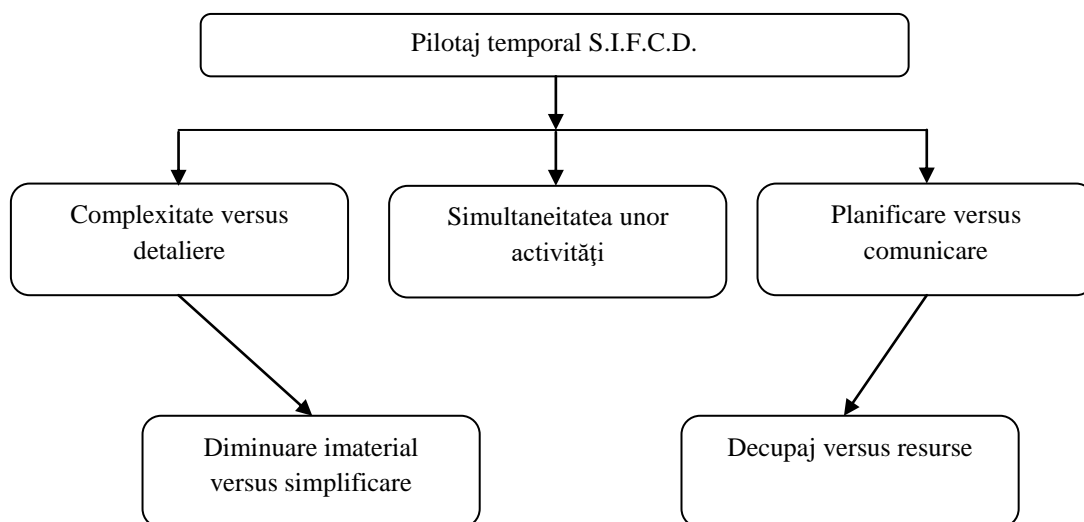 Pilotaj temporal S.I.F.C.D.
Complexitate versus
detaliere
Simultaneitatea unor
activităţi
Planificare versus
comunicare
Diminuare imaterial
versus simplificare
Decupaj versus resurse